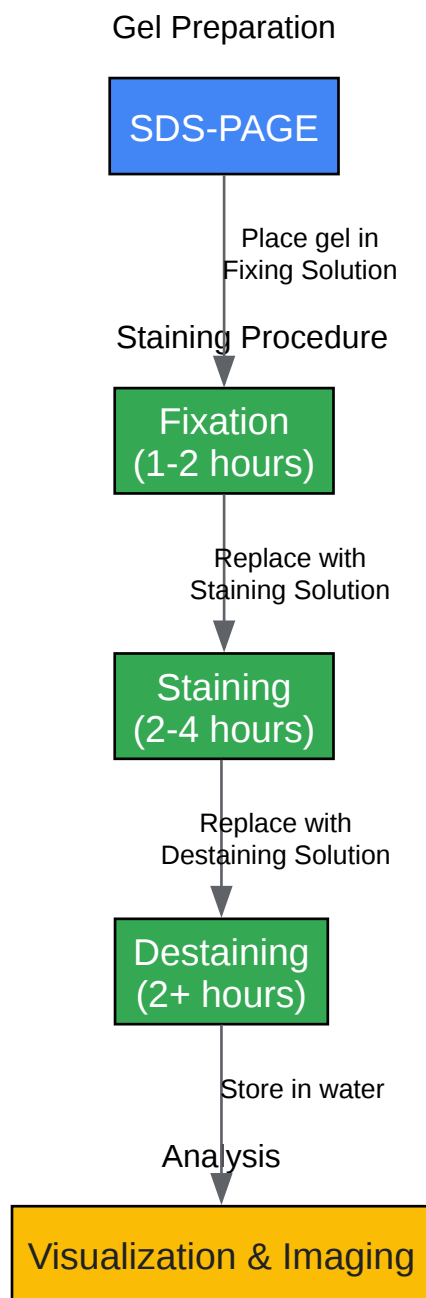 Gel Preparation
SDS-PAGE
Place gel in
Fixing Solution
Staining Procedure
Fixation
(1-2 hours)
Replace with
Staining Solution
Staining
(2-4 hours)
Replace with
Destaining Solution
Destaining
(2+ hours)
Store in water
Analysis
Visualization & Imaging